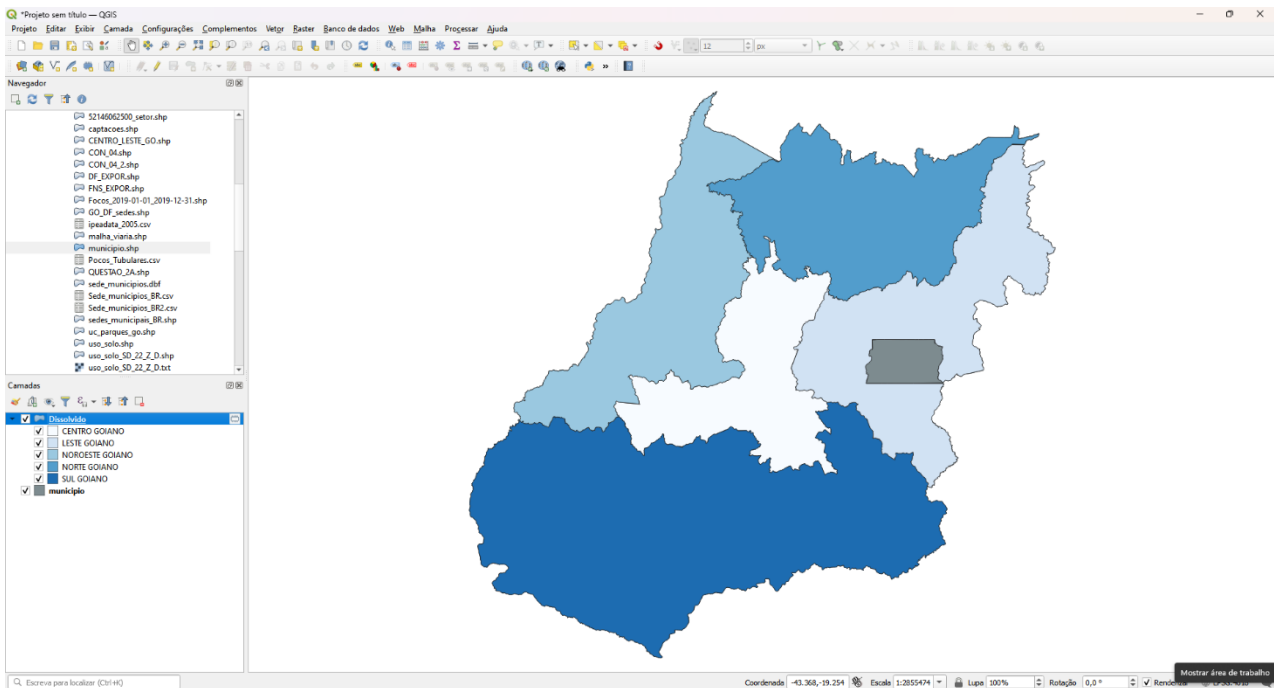 *Projeto sem título — QGIS
Projeto Editar Exibir Camada Configurações Complementos Vetor Raster Banco de dados Web Malha Processar Ajuda
12 px
Navegador
52146062500_setor.shp
captacoes.shp
CENTRO_LESTE_GO.shp
CON_04.shp
CON_04_2.shp
DF_EXPOR.shp
FNS_EXPOR.shp
Focos_2019-01-01_2019-12-31.shp
GO_DF_sedes.shp
ipeadata_2005.csv
malha_viaria.shp
municipio.shp
Pocos_Tubulares.csv
QUESTAO_2A.shp
sede_municipios.dbf
Sede_municipios_BR.csv
Sede_municipios_BR2.csv
sedes_municipais_BR.shp
uc_parques_go.shp
uso_solo.shp
uso_solo_SD_22_Z_D.shp
uso_solo_SD_22_Z_D.txt
Camadas
Dissolvido
CENTRO GOIANO
LESTE GOIANO
NOROESTE GOIANO
NORTE GOIANO
SUL GOIANO
municipio
Mostrar área de trabalho
Escreva para localizar (Ctrl+K) Coordenada -43.368,-19.254 Escala 1:2855474 Lupa 100% Rotação 0,0 °